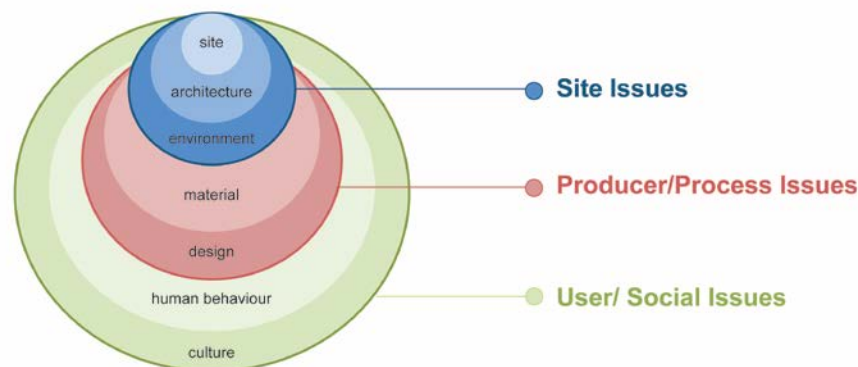 site
architecture
environment
material
design
human behaviour
culture
Site Issues
Producer/Process Issues
User/ Social Issues